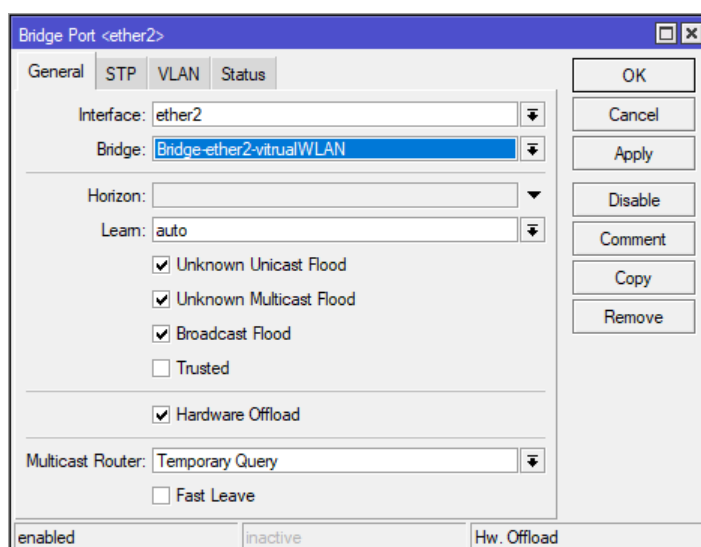 Bridge Port <ether2>
General STP VLAN Status
Interface: ether2
Bridge: Bridge-ether2-vitrualWLAN
Horizon:
Learn: auto
Unknown Unicast Flood
Unknown Multicast Flood
Broadcast Flood
Trusted
Hardware Offload
Multicast Router: Temporary Query
Fast Leave
OK
Cancel
Apply
Disable
Comment
Copy
Remove
enabled inactive Hw. Offload